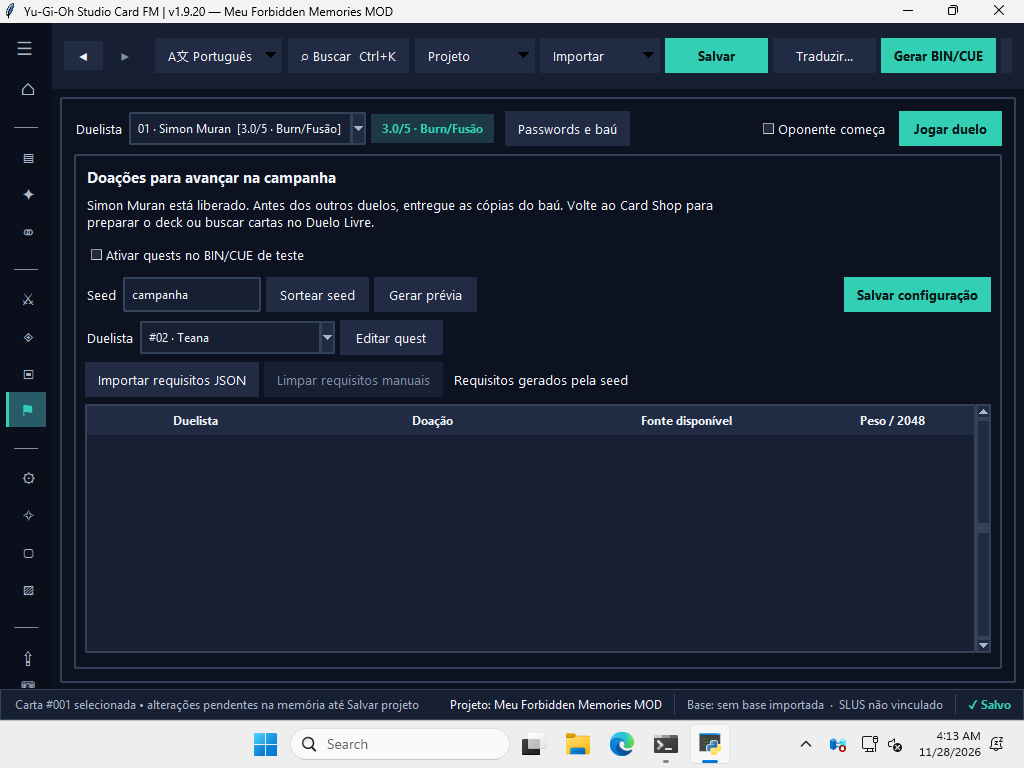 Yu-Gi-Oh Studio Card FM | v1.9.20 — Meu Forbidden Memories MOD
A文 Português
Buscar Ctrl+K
Projeto
Importar
Salvar
Traduzir...
Gerar BIN/CUE
Duelista
01 · Simon Muran [3.0/5 · Burn/Fusão]
3.0/5 · Burn/Fusão
Passwords e baú
Oponente começa
Jogar duelo
Doações para avançar na campanha
Simon Muran está liberado. Antes dos outros duelos, entregue as cópias do baú. Volte ao Card Shop para
preparar o deck ou buscar cartas no Duelo Livre.
Ativar quests no BIN/CUE de teste
Seed
campanha
Sortear seed
Gerar prévia
Salvar configuração
Duelista
#02 · Teana
Editar quest
Importar requisitos JSON
Limpar requisitos manuais
Requisitos gerados pela seed
Duelista
Doação
Fonte disponível
Peso / 2048
Carta #001 selecionada • alterações pendentes na memória até Salvar projeto
Projeto: Meu Forbidden Memories MOD
Base: sem base importada · SLUS não vinculado
✓ Salvo
Search
4:13 AM
11/28/2026